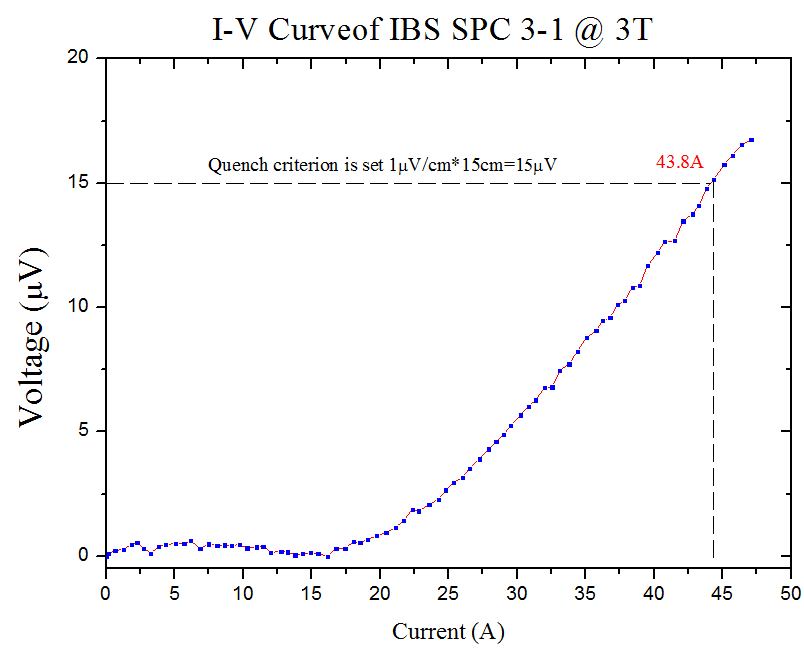 I-V Curveof IBS SPC 3-1 @ 3T
20
Quench criterion is set 1μV/cm*15cm=15μV
43.8A
15
10
5
0
Voltage (μV)
0 5 10 15 20 25 30 35 40 45 50
Current (A)